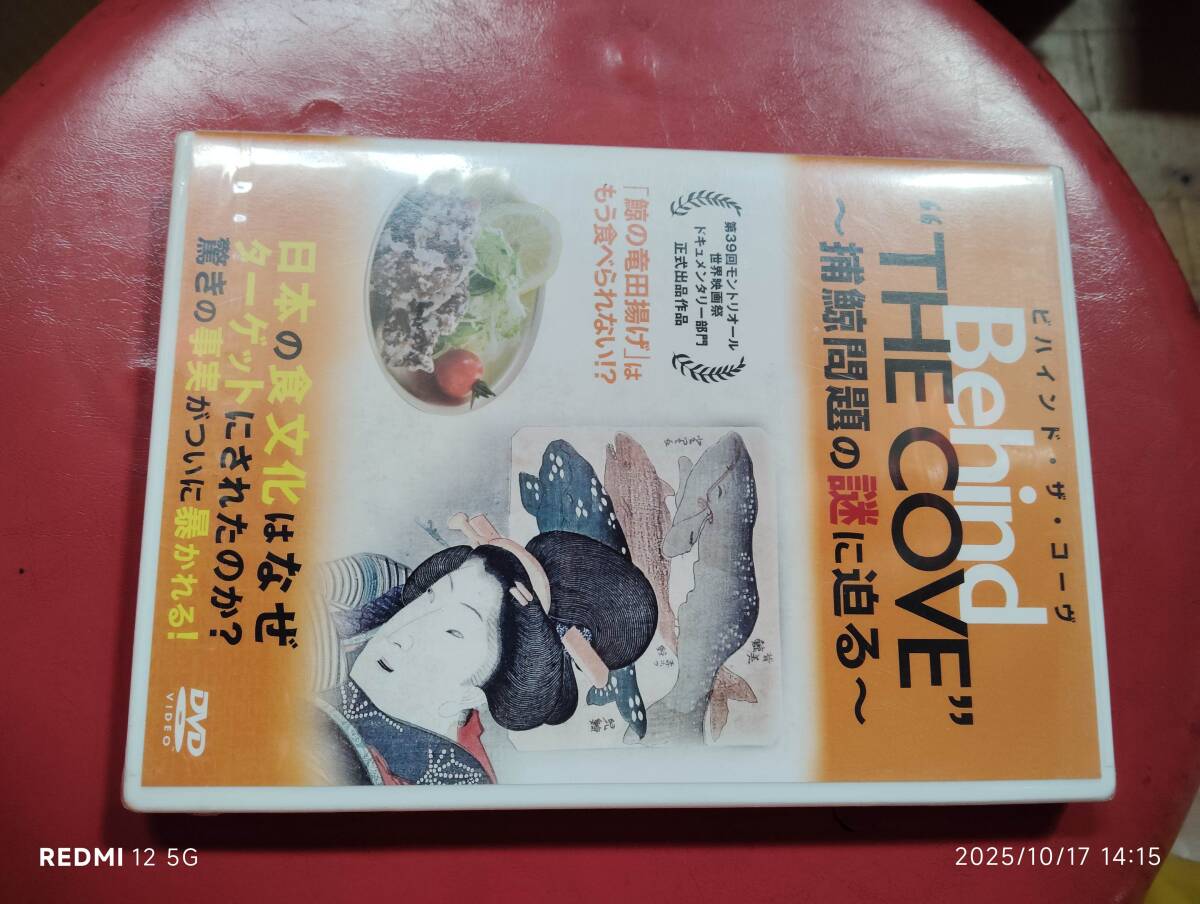 ビハインド・ザ・コーヴ
Behind
“THE COVE”
～捕鯨問題の謎に迫る～
第39回モントリオール
世界映画祭
ドキュメンタリー部門
正式出品作品
「鯨の竜田揚げ」は
もう食べられない!?
日本の食文化はなぜ
ターゲットにされたのか?
驚きの事実がついに暴かれる!
DVD
VIDEO
REDMI 12 5G
2025/10/17 14:15